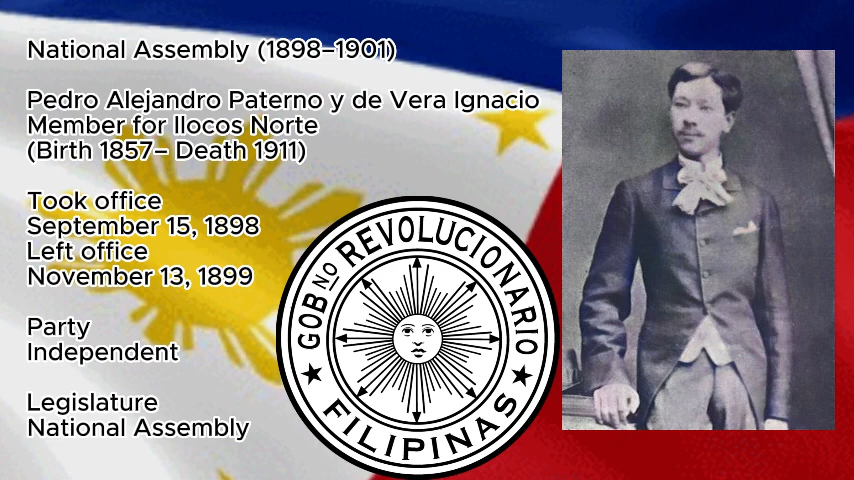 National Assembly (1898–1901)
Pedro Alejandro Paterno y de Vera Ignacio
Member for Ilocos Norte
(Birth 1857– Death 1911)
Took office
September 15, 1898
Left office
November 13, 1899
Party
Independent
Legislature
National Assembly
GOB NO REVOLUCIONARIO
FILIPINAS